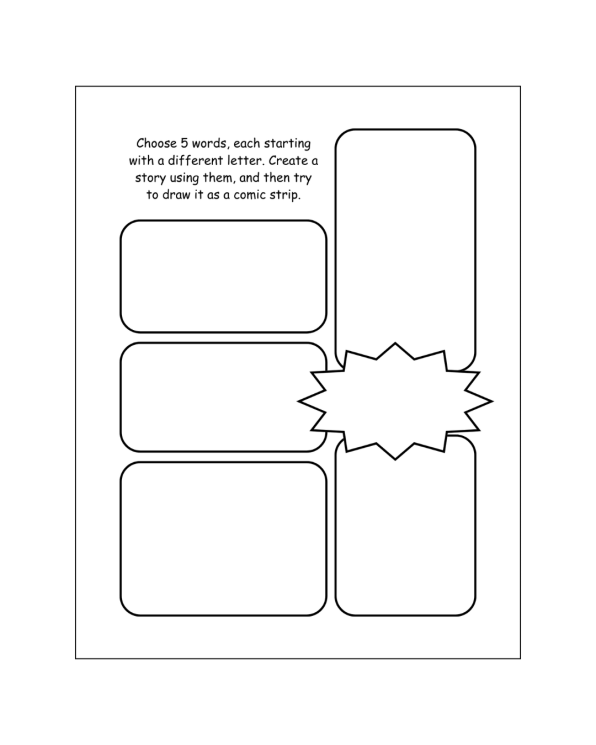 Choose 5 words, each starting
with a different letter. Create a
story using them, and then try
to draw it as a comic strip.